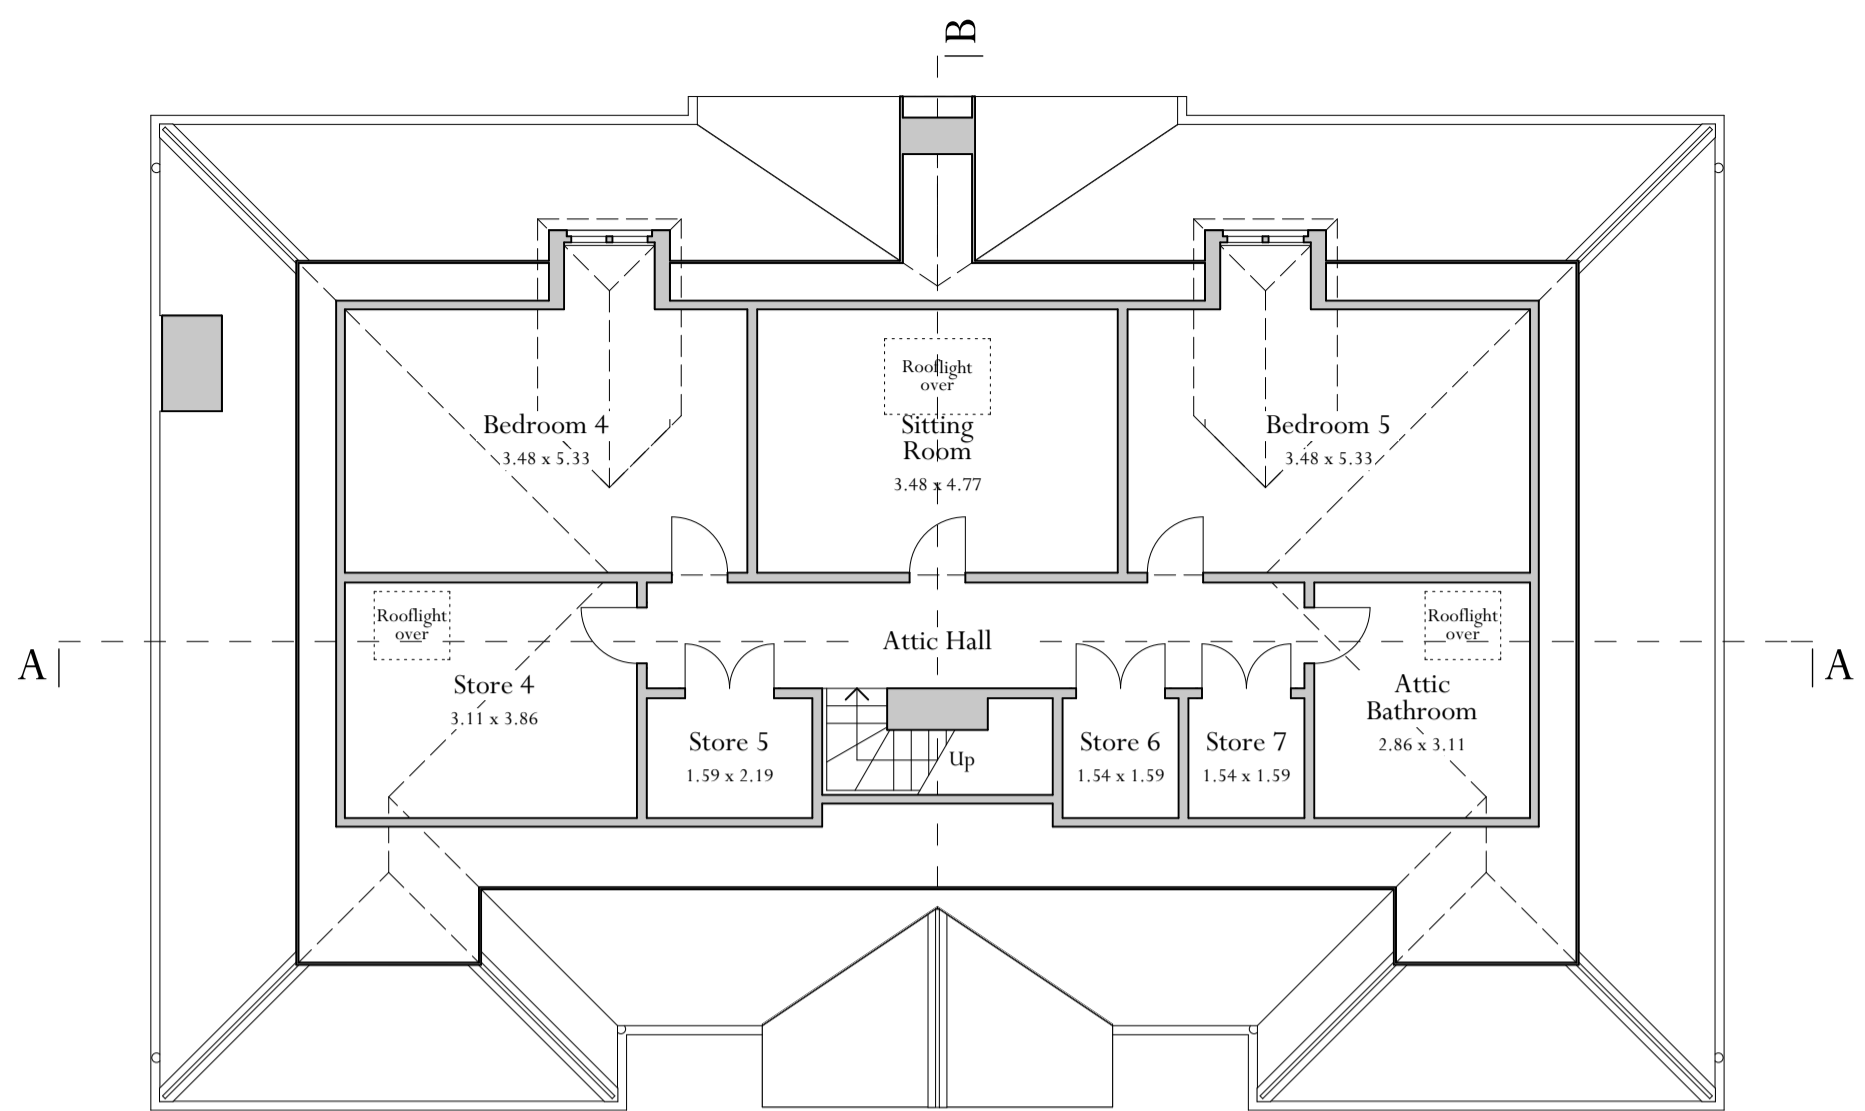 B
Rooflight
over
Bedroom 4
3.48 x 5.33
Sitting
Room
3.48 x 4.77
Bedroom 5
3.48 x 5.33
Rooflight
over
Attic Hall
Rooflight
over
A
A
Store 4
3.11 x 3.86
Attic
Bathroom
2.86 x 3.11
Store 5
1.59 x 2.19
Up
Store 6
1.54 x 1.59
Store 7
1.54 x 1.59